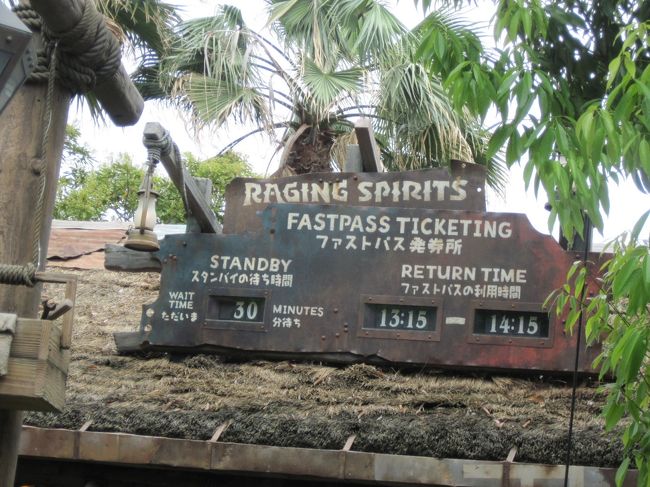 RAGING SPIRITS
FASTPASS TICKETING
ファストパス発券所
STANDBY
スタンバイの待ち時間
WAIT TIME
ただいま
30
MINUTES
分待ち
RETURN TIME
ファストパスの利用時間
13:15 — 14:15